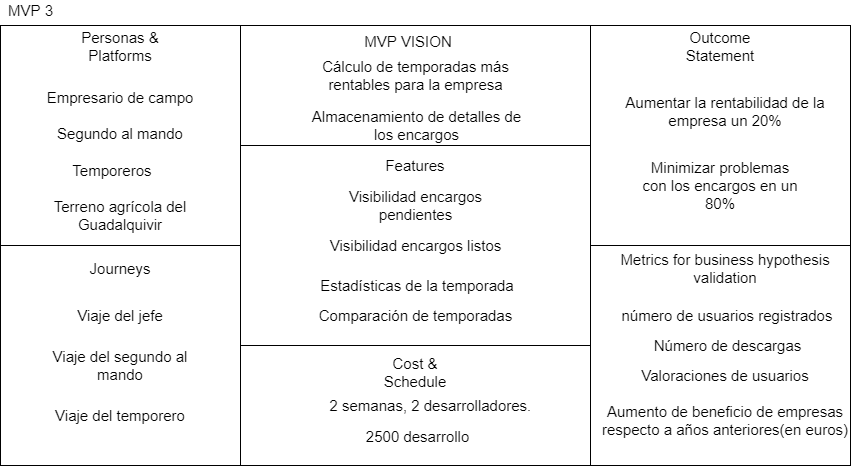 MVP 3
Personas &
Platforms
Empresario de campo
Segundo al mando
Temporeros
Terreno agrícola del
Guadalquivir
MVP VISION
Cálculo de temporadas más
rentables para la empresa
Almacenamiento de detalles de
los encargos
Outcome
Statement
Aumentar la rentabilidad de la
empresa un 20%
Minimizar problemas
con los encargos en un
80%
Features
Visibilidad encargos
pendientes
Visibilidad encargos listos
Estadísticas de la temporada
Comparación de temporadas
Journeys
Viaje del jefe
Viaje del segundo al
mando
Viaje del temporero
Cost &
Schedule
2 semanas, 2 desarrolladores.
2500 desarrollo
Metrics for business hypothesis
validation
número de usuarios registrados
Número de descargas
Valoraciones de usuarios
Aumento de beneficio de empresas
respecto a años anteriores(en euros)